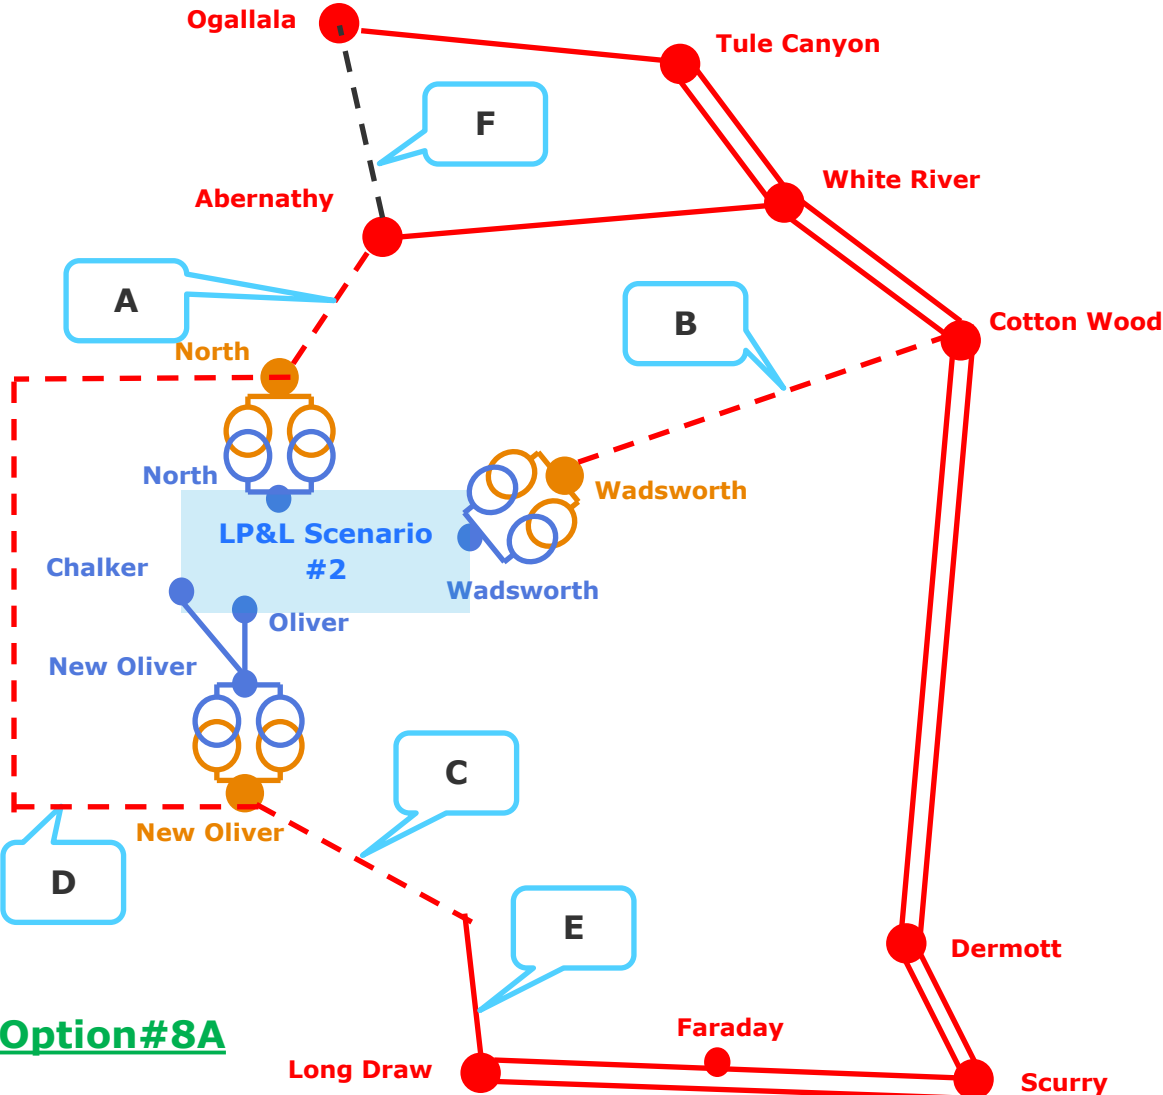 Ogallala
Tule Canyon
F
White River
Abernathy
A
B
Cotton Wood
North
North
Wadsworth
LP&L Scenario
#2
Chalker
Wadsworth
Oliver
New Oliver
C
New Oliver
D
E
Dermott
Option#8A
Faraday
Long Draw
Scurry